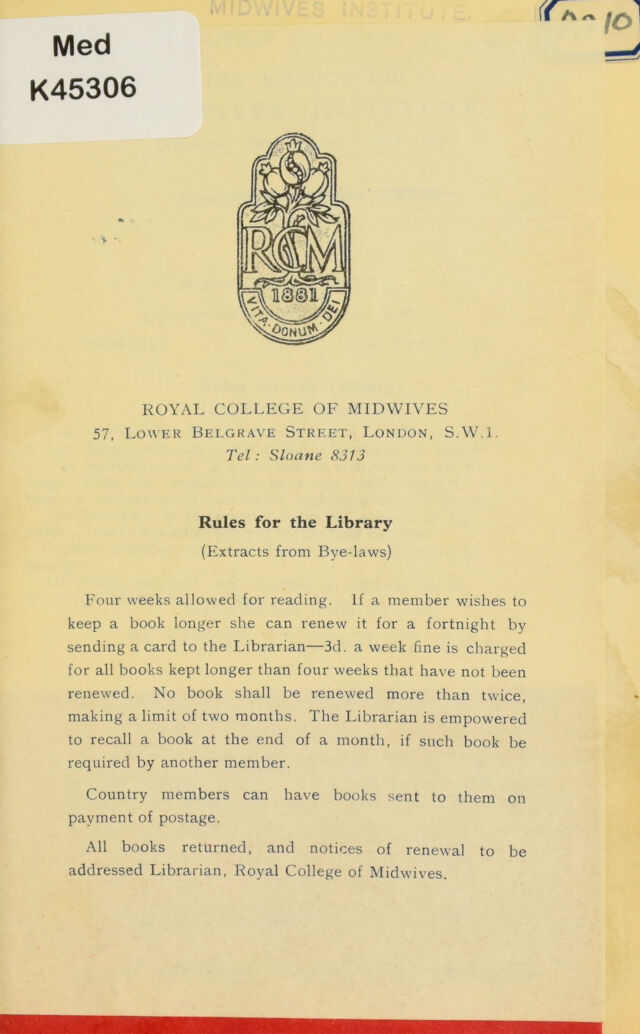 MIDWIVES INSTITUTE.
Med
K45306
10
RCM
1881
VITA · DONUM · DEI
ROYAL COLLEGE OF MIDWIVES
57, LOWER BELGRAVE STREET, LONDON, S.W.1.
Tel : Sloane 8313
Rules for the Library
(Extracts from Bye-laws)
Four weeks allowed for reading. If a member wishes to
keep a book longer she can renew it for a fortnight by
sending a card to the Librarian—3d. a week fine is charged
for all books kept longer than four weeks that have not been
renewed. No book shall be renewed more than twice,
making a limit of two months. The Librarian is empowered
to recall a book at the end of a month, if such book be
required by another member.
Country members can have books sent to them on
payment of postage.
All books returned, and notices of renewal to be
addressed Librarian, Royal College of Midwives.